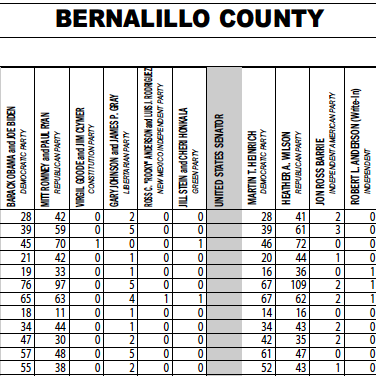 BERNALILLO COUNTY
BARACK OBAMA and JOE BIDEN
DEMOCRATIC PARTY
MITT ROMNEY and PAUL RYAN
REPUBLICAN PARTY
VIRGIL GOODE and JIM CLYMER
CONSTITUTION PARTY
GARY JOHNSON and JAMES P. GRAY
LIBERTARIAN PARTY
ROSS C. "ROCKY" ANDERSON and LUIS J. RODRIGUEZ
NEW MEXICO INDEPENDENT PARTY
JILL STEIN and CHERI HONKALA
GREEN PARTY
UNITED STATES SENATOR
MARTIN T. HEINRICH
DEMOCRATIC PARTY
HEATHER A. WILSON
REPUBLICAN PARTY
JON ROSS BARRIE
INDEPENDENT AMERICAN PARTY
ROBERT L. ANDERSON (Write-In)
INDEPENDENT
28 42 0 2 0 0 28 41 2 0
39 59 0 5 0 0 39 61 3 0
45 70 1 0 0 1 46 72 0 0
21 42 0 1 0 0 20 44 1 0
19 33 0 1 0 0 16 36 0 1
76 97 0 5 0 0 67 109 2 1
65 63 0 4 1 1 67 62 2 1
18 11 0 1 0 0 14 16 0 0
34 44 0 1 0 0 34 43 2 0
47 30 0 2 0 0 42 35 2 0
57 48 0 5 0 0 61 47 0 0
55 38 0 2 0 0 52 43 1 0